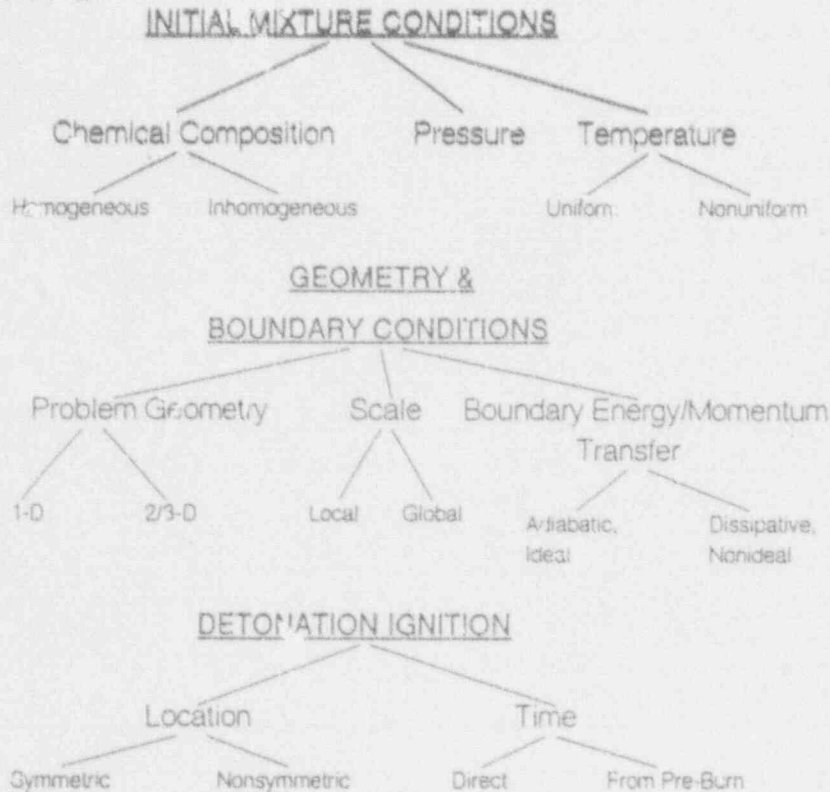 INITIAL MIXTURE CONDITIONS
Chemical Composition Pressure Temperature
Homogeneous Inhomogeneous Uniform Nonuniform
GEOMETRY &
BOUNDARY CONDITIONS
Problem Geometry Scale Boundary Energy/Momentum
Transfer
1-D 2/3-D Local Global Adiabatic, Dissipative,
Ideal Nonideal
DETONATION IGNITION
Location Time
Symmetric Nonsymmetric Direct From Pre-Burn